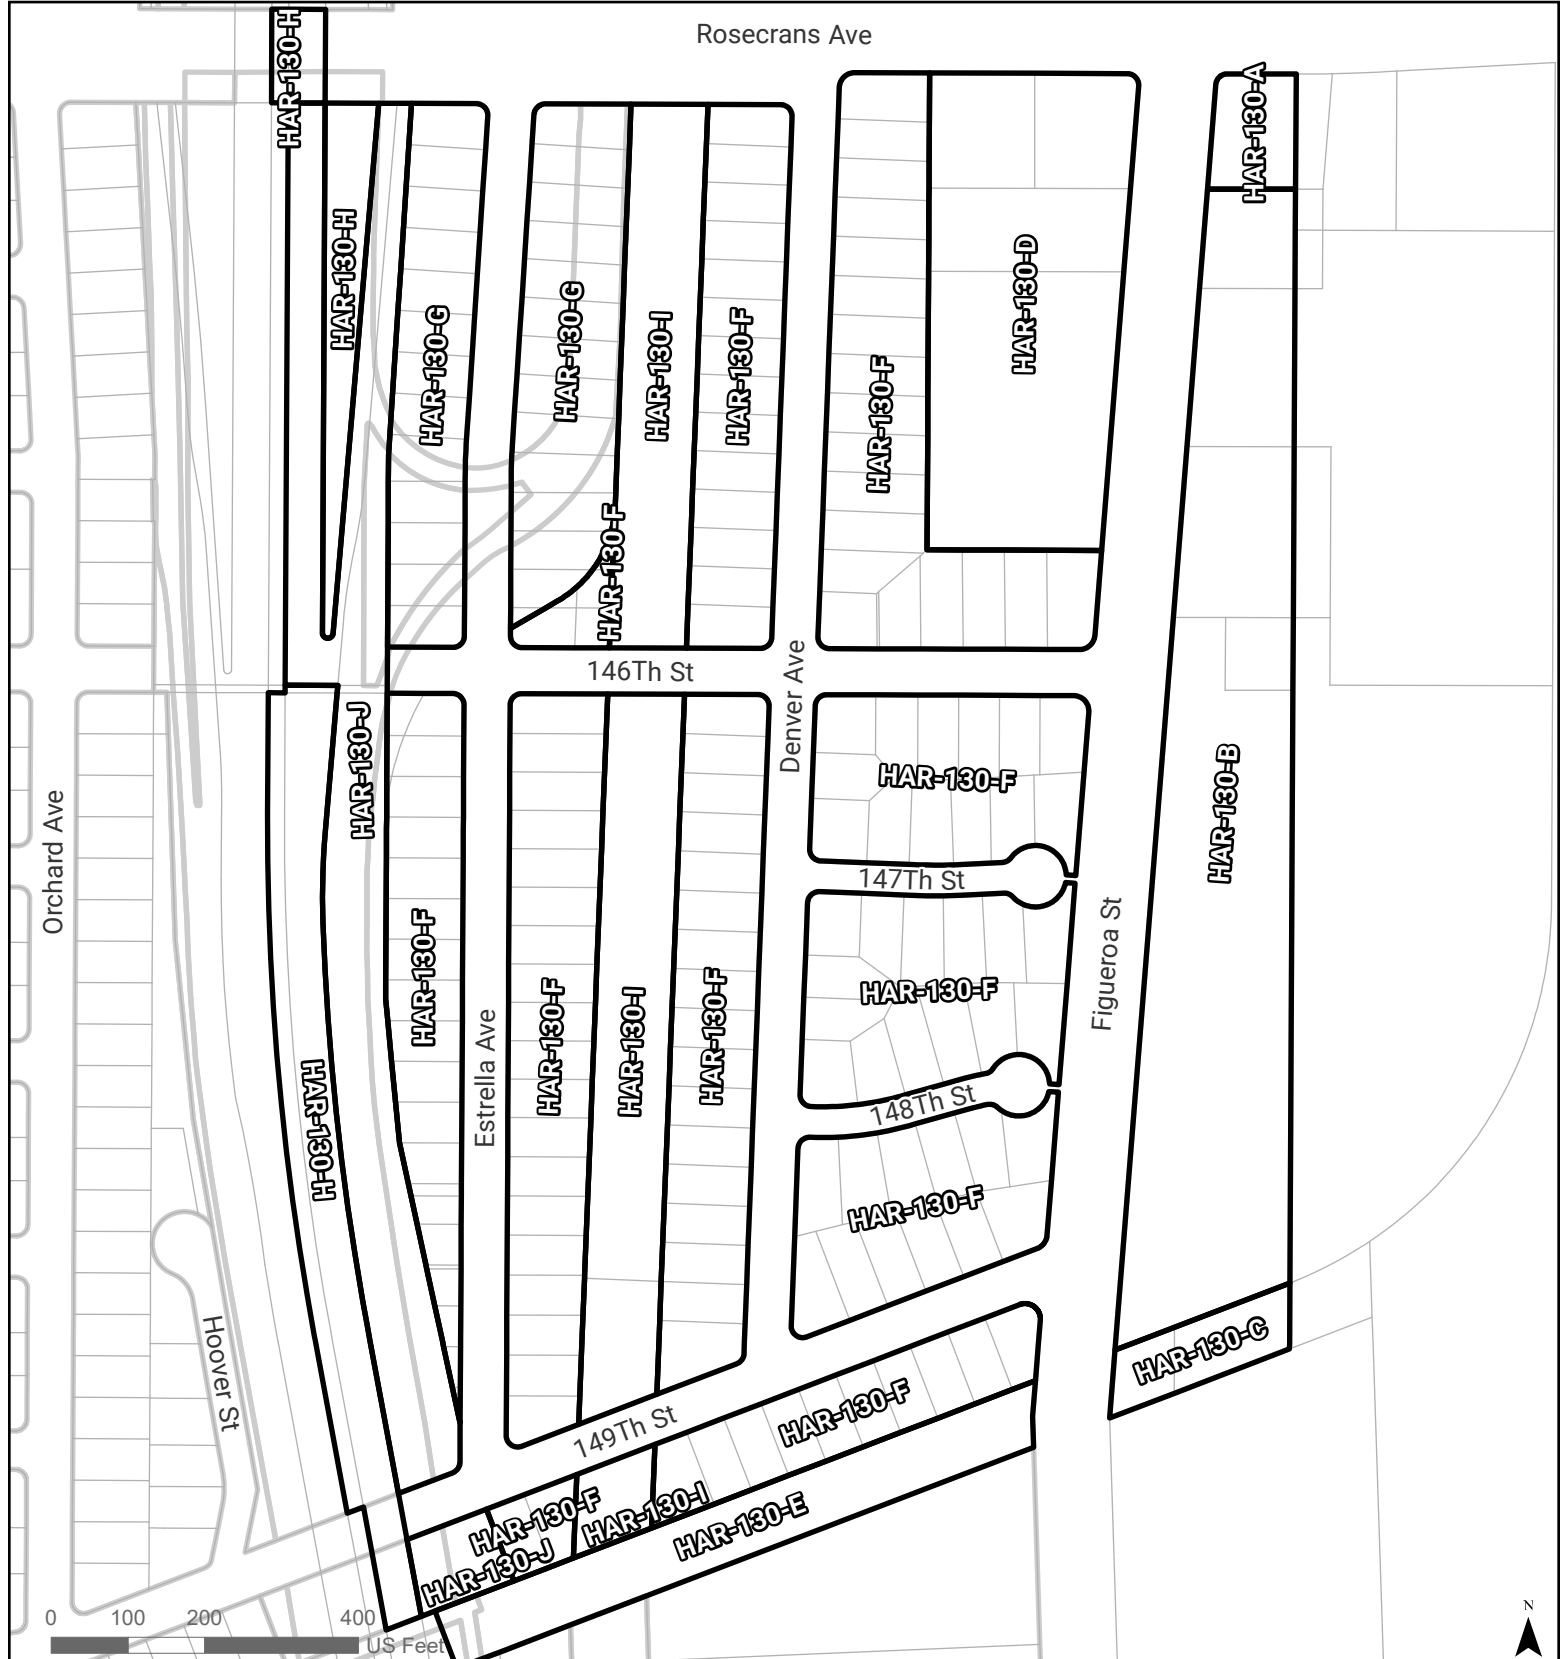 Rosecrans Ave
HAR-130-H
HAR-130-A
HAR-130-H
HAR-130-D
HAR-130-G
HAR-130-G
HAR-130-I
HAR-130-F
HAR-130-F
HAR-130-F
146Th St
Denver Ave
HAR-130-J
HAR-130-F
HAR-130-B
Orchard Ave
147Th St
HAR-130-F
Figueroa St
HAR-130-F
HAR-130-F
HAR-130-I
HAR-130-F
Estrella Ave
148Th St
HAR-130-H
HAR-130-F
Hoover St
HAR-130-C
149Th St
HAR-130-F
HAR-130-F
HAR-130-I
HAR-130-E
HAR-130-J
0 100 200 400
US Feet
N